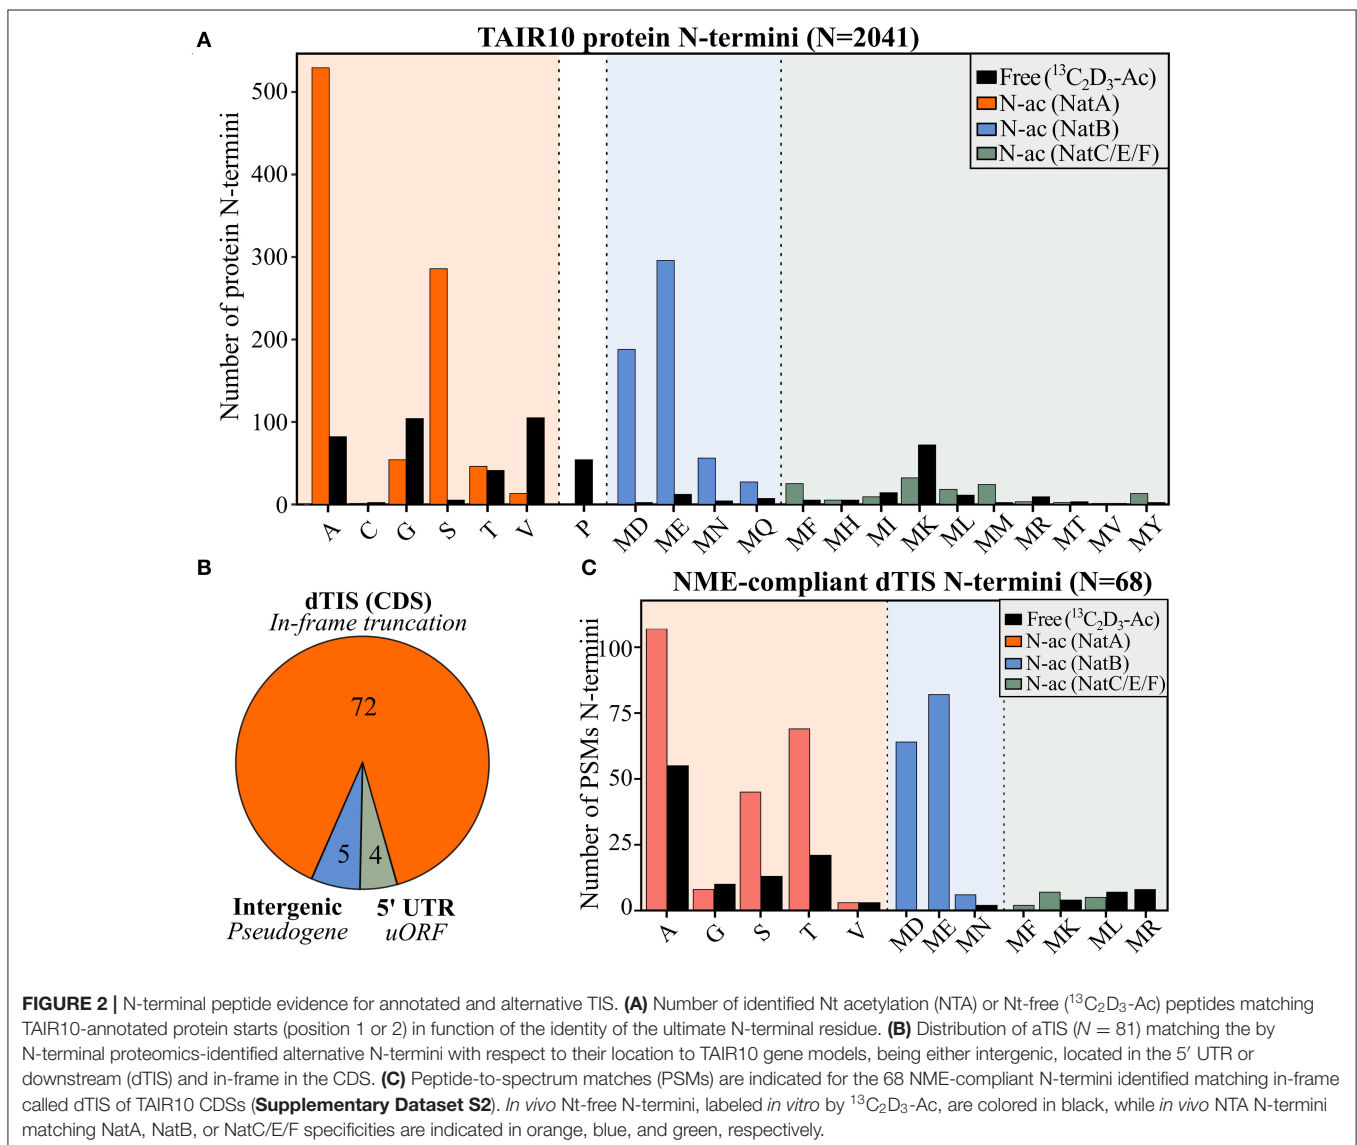 A
TAIR10 protein N-termini (N=2041)
Number of protein N-termini
500
400
300
200
100
0
Free (¹³C₂D₃-Ac)
N-ac (NatA)
N-ac (NatB)
N-ac (NatC/E/F)
A
C
G
S
T
V
P
MD
ME
MN
MQ
MF
MH
MI
MK
ML
MM
MR
MT
MV
MY
B
dTIS (CDS)
In-frame truncation
72
5
4
Intergenic
Pseudogene
5' UTR
uORF
C
NME-compliant dTIS N-termini (N=68)
Number of PSMs N-termini
100
75
50
25
0
Free (¹³C₂D₃-Ac)
N-ac (NatA)
N-ac (NatB)
N-ac (NatC/E/F)
A
G
S
T
V
MD
ME
MN
MF
MK
ML
MR
FIGURE 2 | N-terminal peptide evidence for annotated and alternative TIS. (A) Number of identified Nt acetylation (NTA) or Nt-free (¹³C₂D₃-Ac) peptides matching
TAIR10-annotated protein starts (position 1 or 2) in function of the identity of the ultimate N-terminal residue. (B) Distribution of aTIS (N = 81) matching the by
N-terminal proteomics-identified alternative N-termini with respect to their location to TAIR10 gene models, being either intergenic, located in the 5′ UTR or
downstream (dTIS) and in-frame in the CDS. (C) Peptide-to-spectrum matches (PSMs) are indicated for the 68 NME-compliant N-termini identified matching in-frame
called dTIS of TAIR10 CDSs (Supplementary Dataset S2). In vivo Nt-free N-termini, labeled in vitro by ¹³C₂D₃-Ac, are colored in black, while in vivo NTA N-termini
matching NatA, NatB, or NatC/E/F specificities are indicated in orange, blue, and green, respectively.